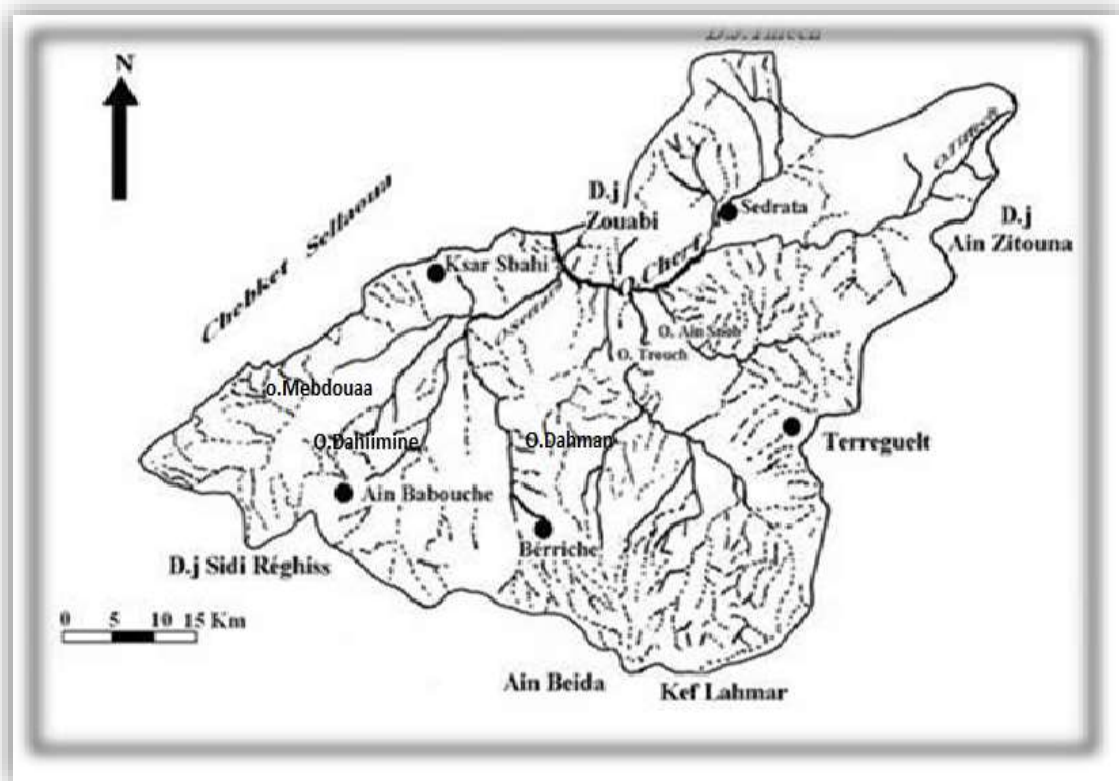 N
Chebket Sellaoua
D.j
Zouabi
Sedrata
D.j
Ain Zitouna
Ksar Sbahi
Cherf
O. Ain Snob
O. Trouch
o.Mebdouaa
O.Dahiimine
O.Dahman
Terreguelt
Ain Babouche
Berriche
D.j Sidi Réghiss
0 5 10 15 Km
Ain Beida
Kef Lahmar